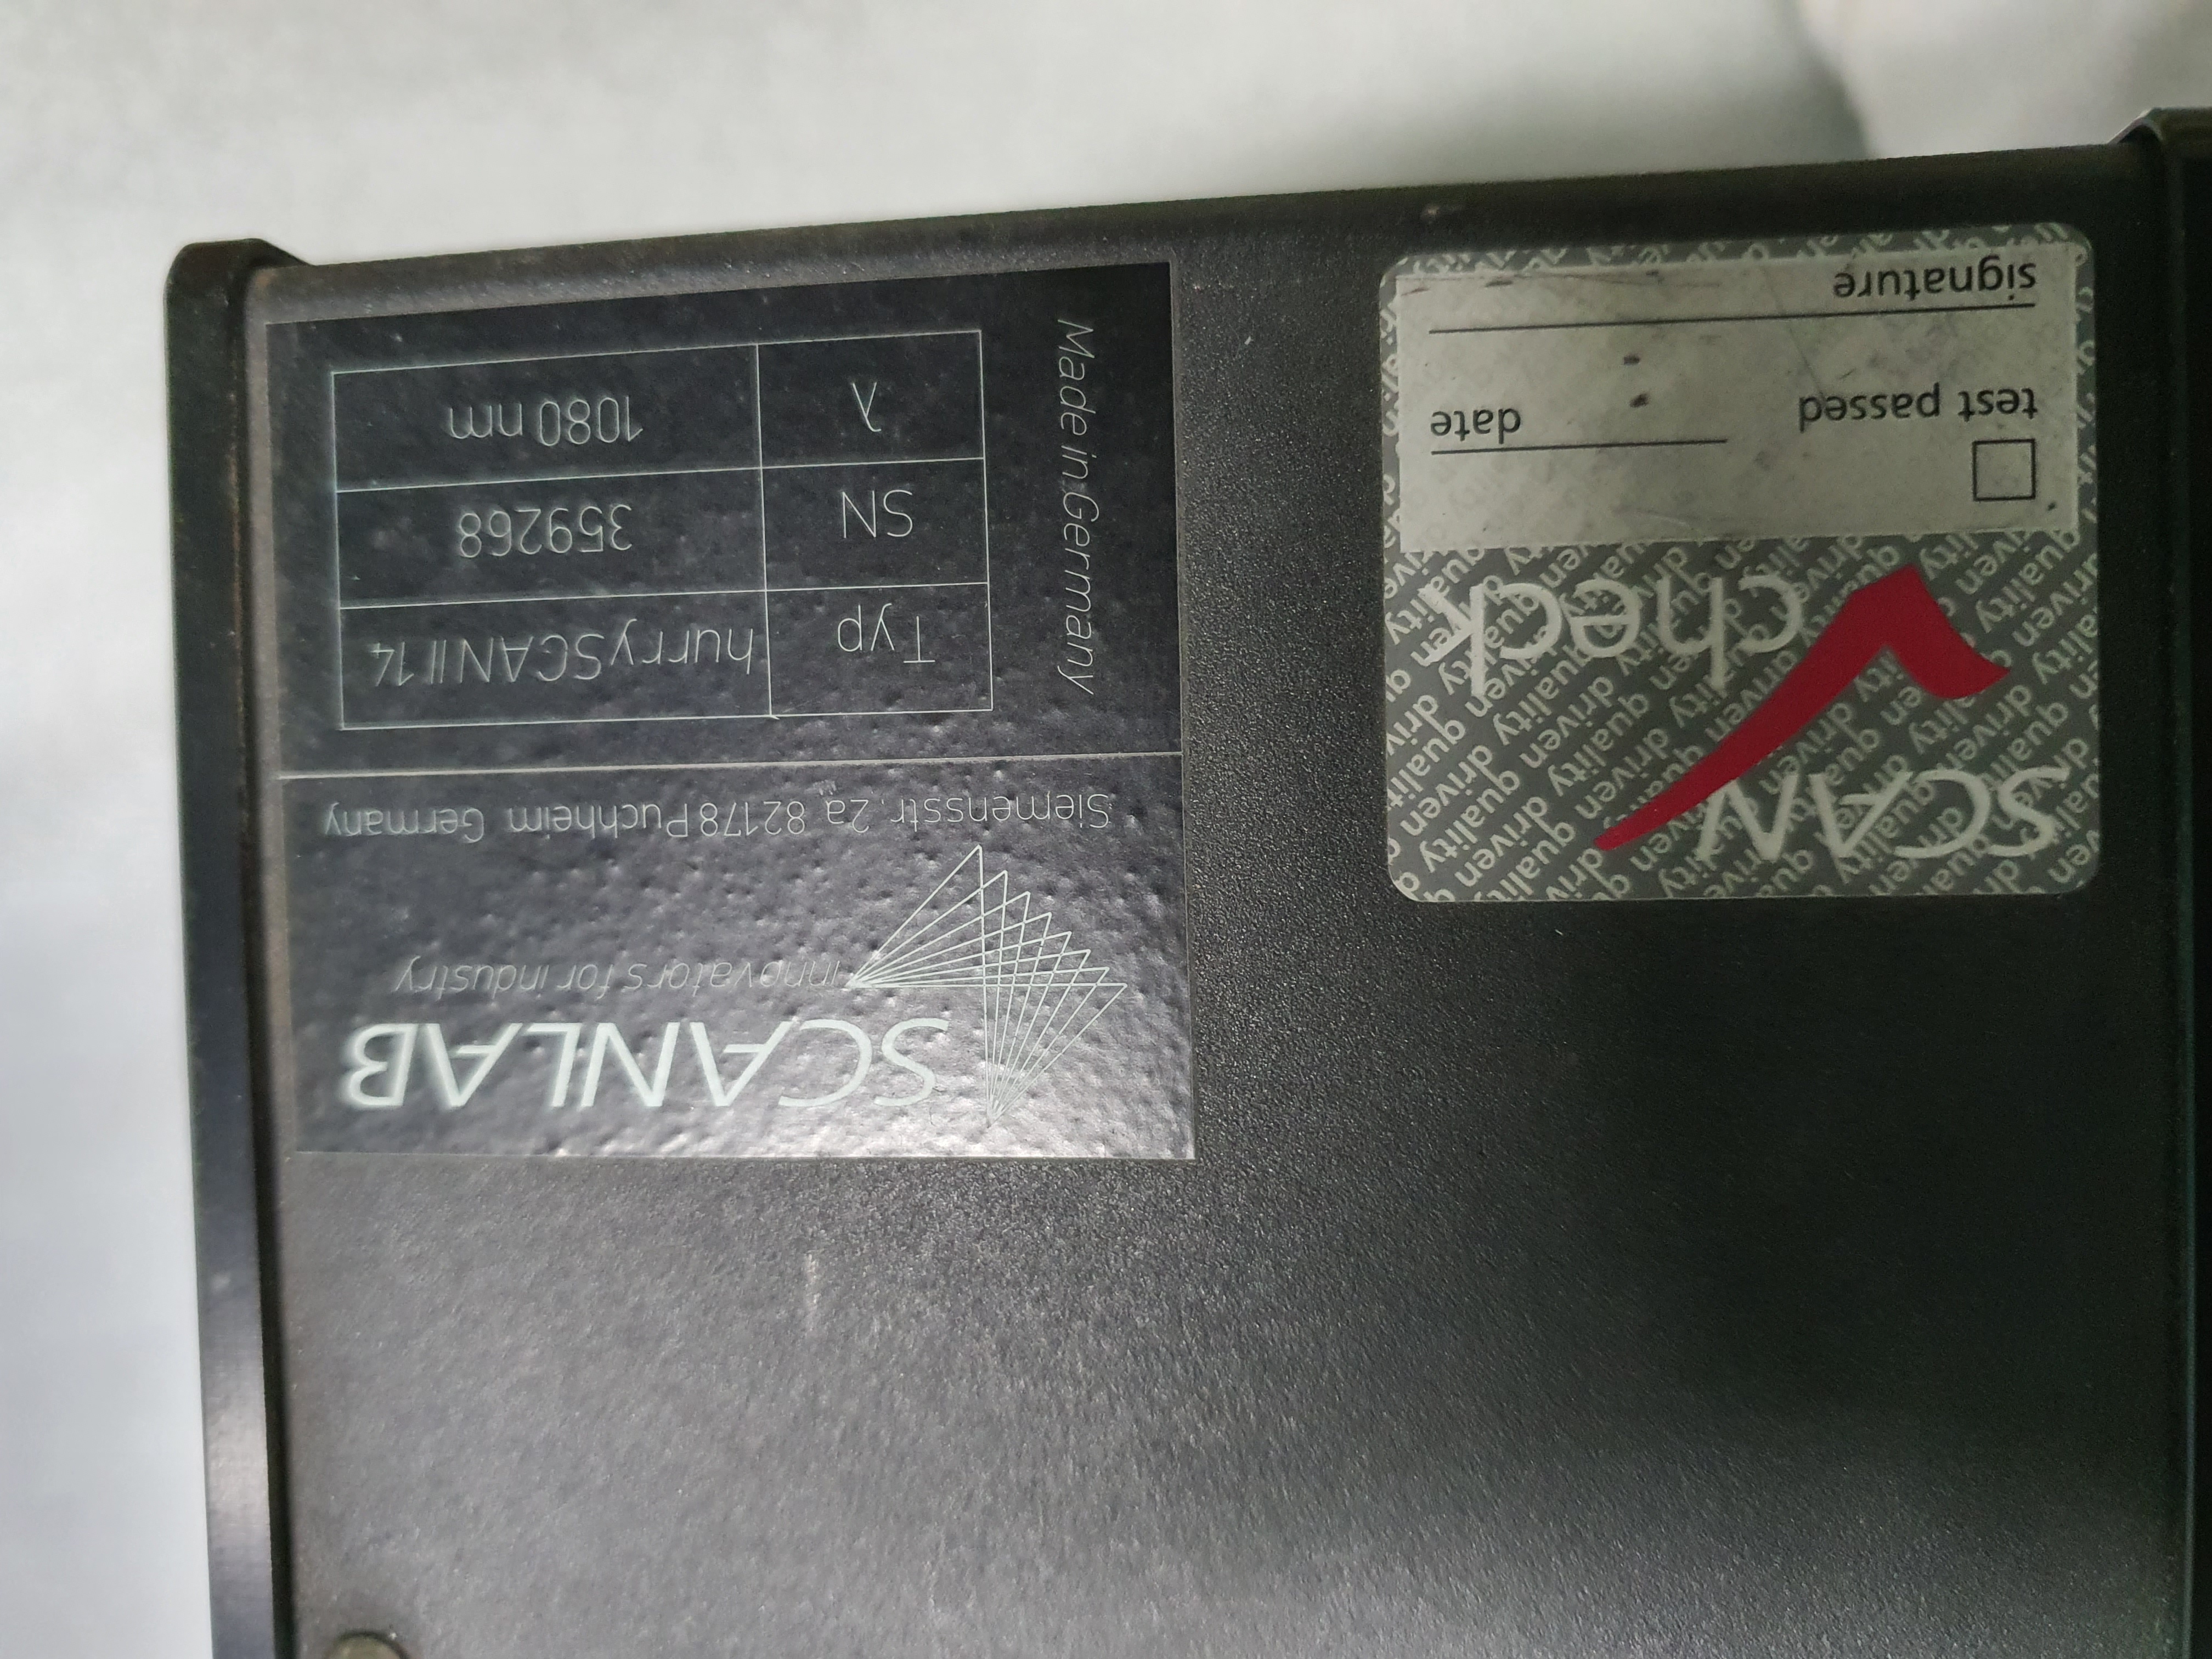 SCANLAB
innovators for industry
Siemensstr. 2a 82178 Puchheim Germany
Typ hurrySCAN II 14
SN 359268
λ 1080 nm
Made in Germany
SCAN
check
test passed date
signature
quality driven quality driven quality driven